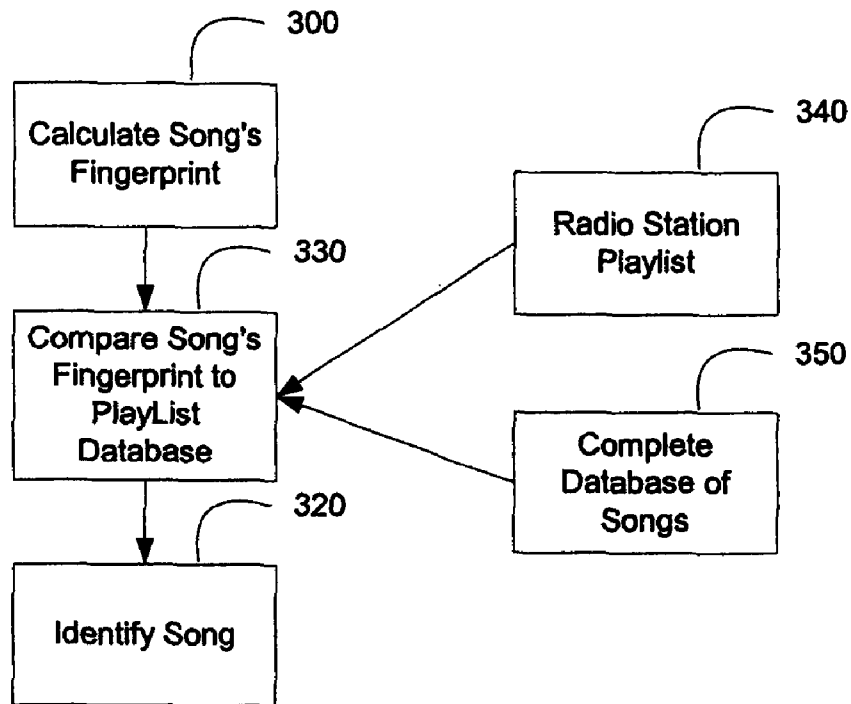 300
Calculate Song's
Fingerprint
340
Radio Station
Playlist
330
Compare Song's
Fingerprint to
PlayList
Database
350
Complete
Database of
Songs
320
Identify Song